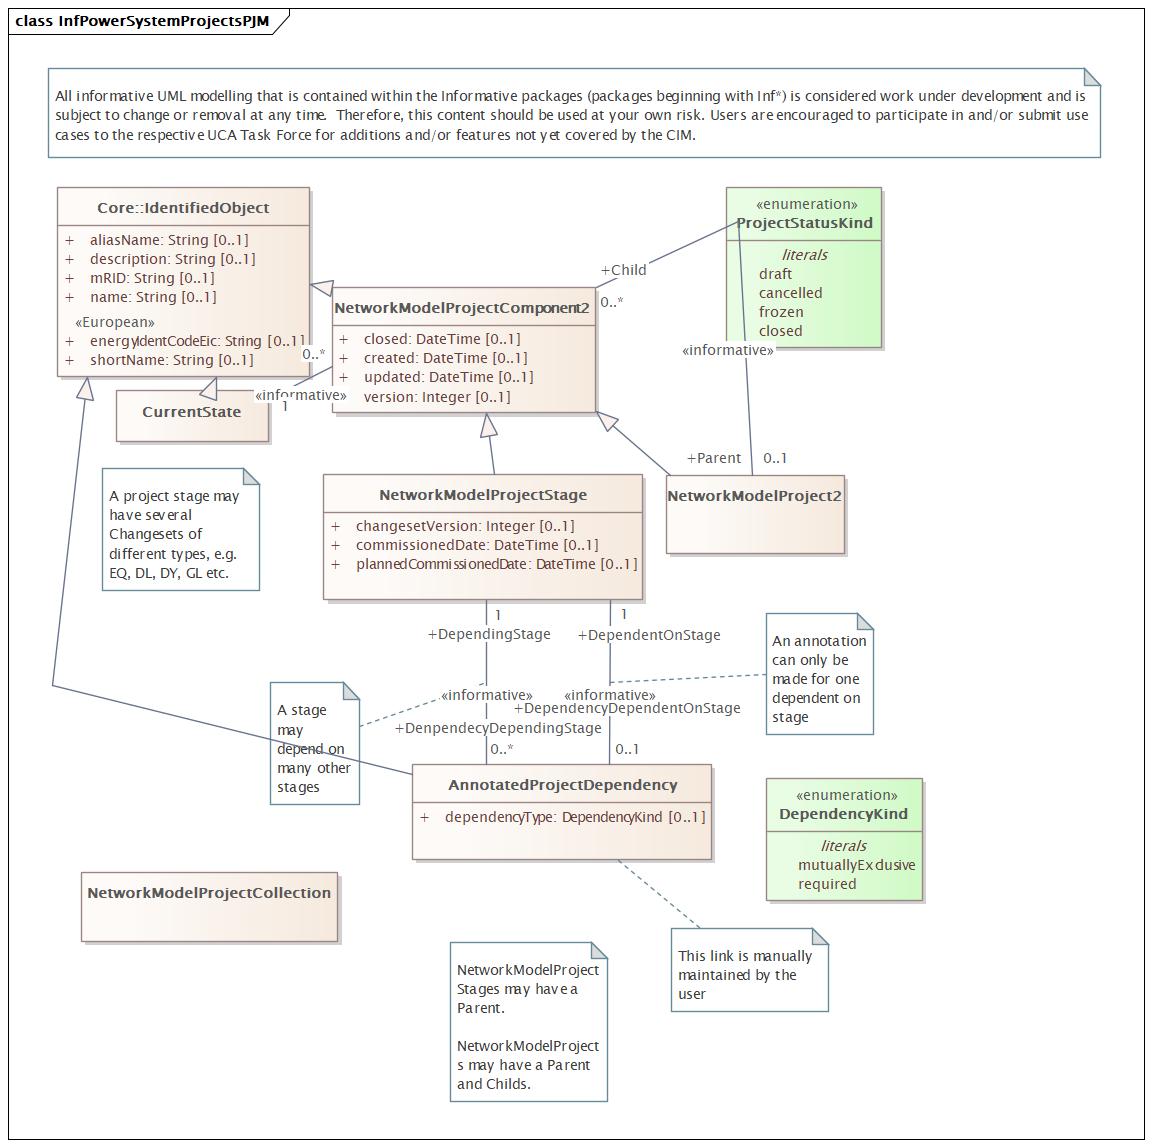 class InfPowerSystemProjectsPJM
All informative UML modelling that is contained within the Informative packages (packages beginning with Inf*) is considered work under development and is
subject to change or removal at any time.  Therefore, this content should be used at your own risk. Users are encouraged to participate in and/or submit use
cases to the respective UCA Task Force for additions and/or features not yet covered by the CIM.
Core::IdentifiedObject
+ aliasName: String [0..1]
+ description: String [0..1]
+ mRID: String [0..1]
+ name: String [0..1]
«European»
+ energyIdentCodeEic: String [0..1]
+ shortName: String [0..1]
«enumeration»
ProjectStatusKind
literals
draft
cancelled
frozen
closed
+Child
0..*
NetworkModelProjectComponent2
+ closed: DateTime [0..1]
+ created: DateTime [0..1]
+ updated: DateTime [0..1]
version: Integer [0..1]
0..*
«informative»
1
«informative»
CurrentState
+Parent
0..1
NetworkModelProject2
A project stage may
have several
Changesets of
different types, e.g.
EQ, DL, DY, GL etc.
NetworkModelProjectStage
+ changesetVersion: Integer [0..1]
+ commissionedDate: DateTime [0..1]
+ plannedCommissionedDate: DateTime [0..1]
1
+DependingStage
1
+DependentOnStage
An annotation
can only be
made for one
dependent on
stage
«informative»
«informative»
+DependencyDependentOnStage
+DenpendecyDependingStage
0..*
0..1
A stage
may
depend on
many other
stages
AnnotatedProjectDependency
+ dependencyType: DependencyKind [0..1]
«enumeration»
DependencyKind
literals
mutuallyExclusive
required
NetworkModelProjectCollection
This link is manually
maintained by the
user
NetworkModelProject
Stages may have a
Parent.
NetworkModelProject
s may have a Parent
and Childs.